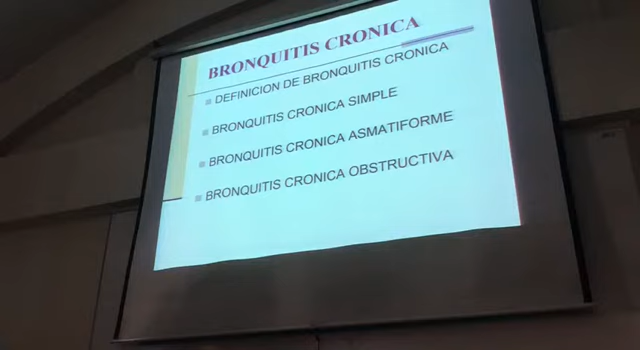 BRONQUITIS CRONICA
DEFINICION DE BRONQUITIS CRONICA
BRONQUITIS CRONICA SIMPLE
BRONQUITIS CRONICA ASMATIFORME
BRONQUITIS CRONICA OBSTRUCTIVA